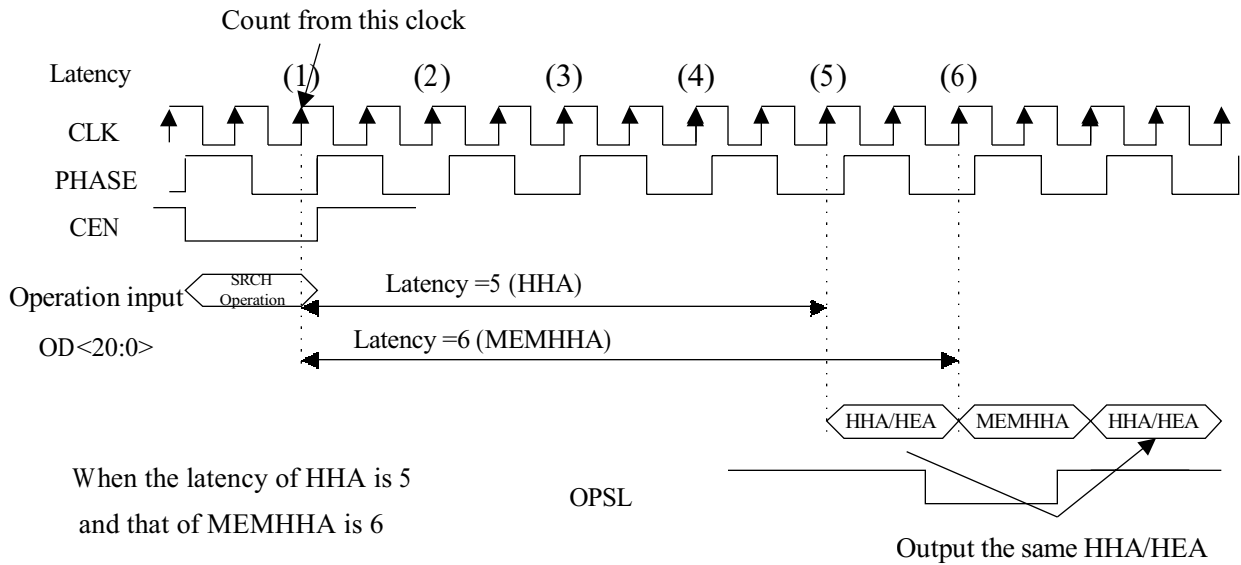 Count from this clock
Latency (1) (2) (3) (4) (5) (6)
CLK
PHASE
CEN
Operation input
SRCH
Operation
Latency =5 (HHA)
OD<20:0>
Latency =6 (MEMHHA)
HHA/HEA MEMHHA HHA/HEA
When the latency of HHA is 5
and that of MEMHHA is 6
OPSL
Output the same HHA/HEA